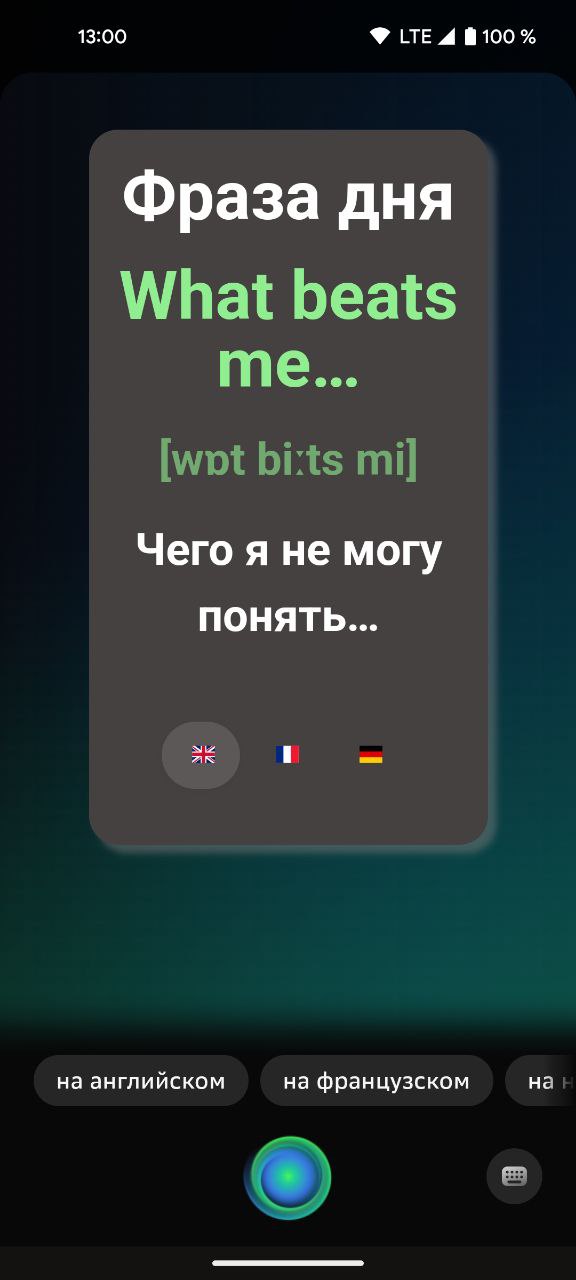 13:00 LTE 100 %
Фраза дня
What beats
me…
[wɒt biːts mi]
Чего я не могу
понять…
на английском на французском на н